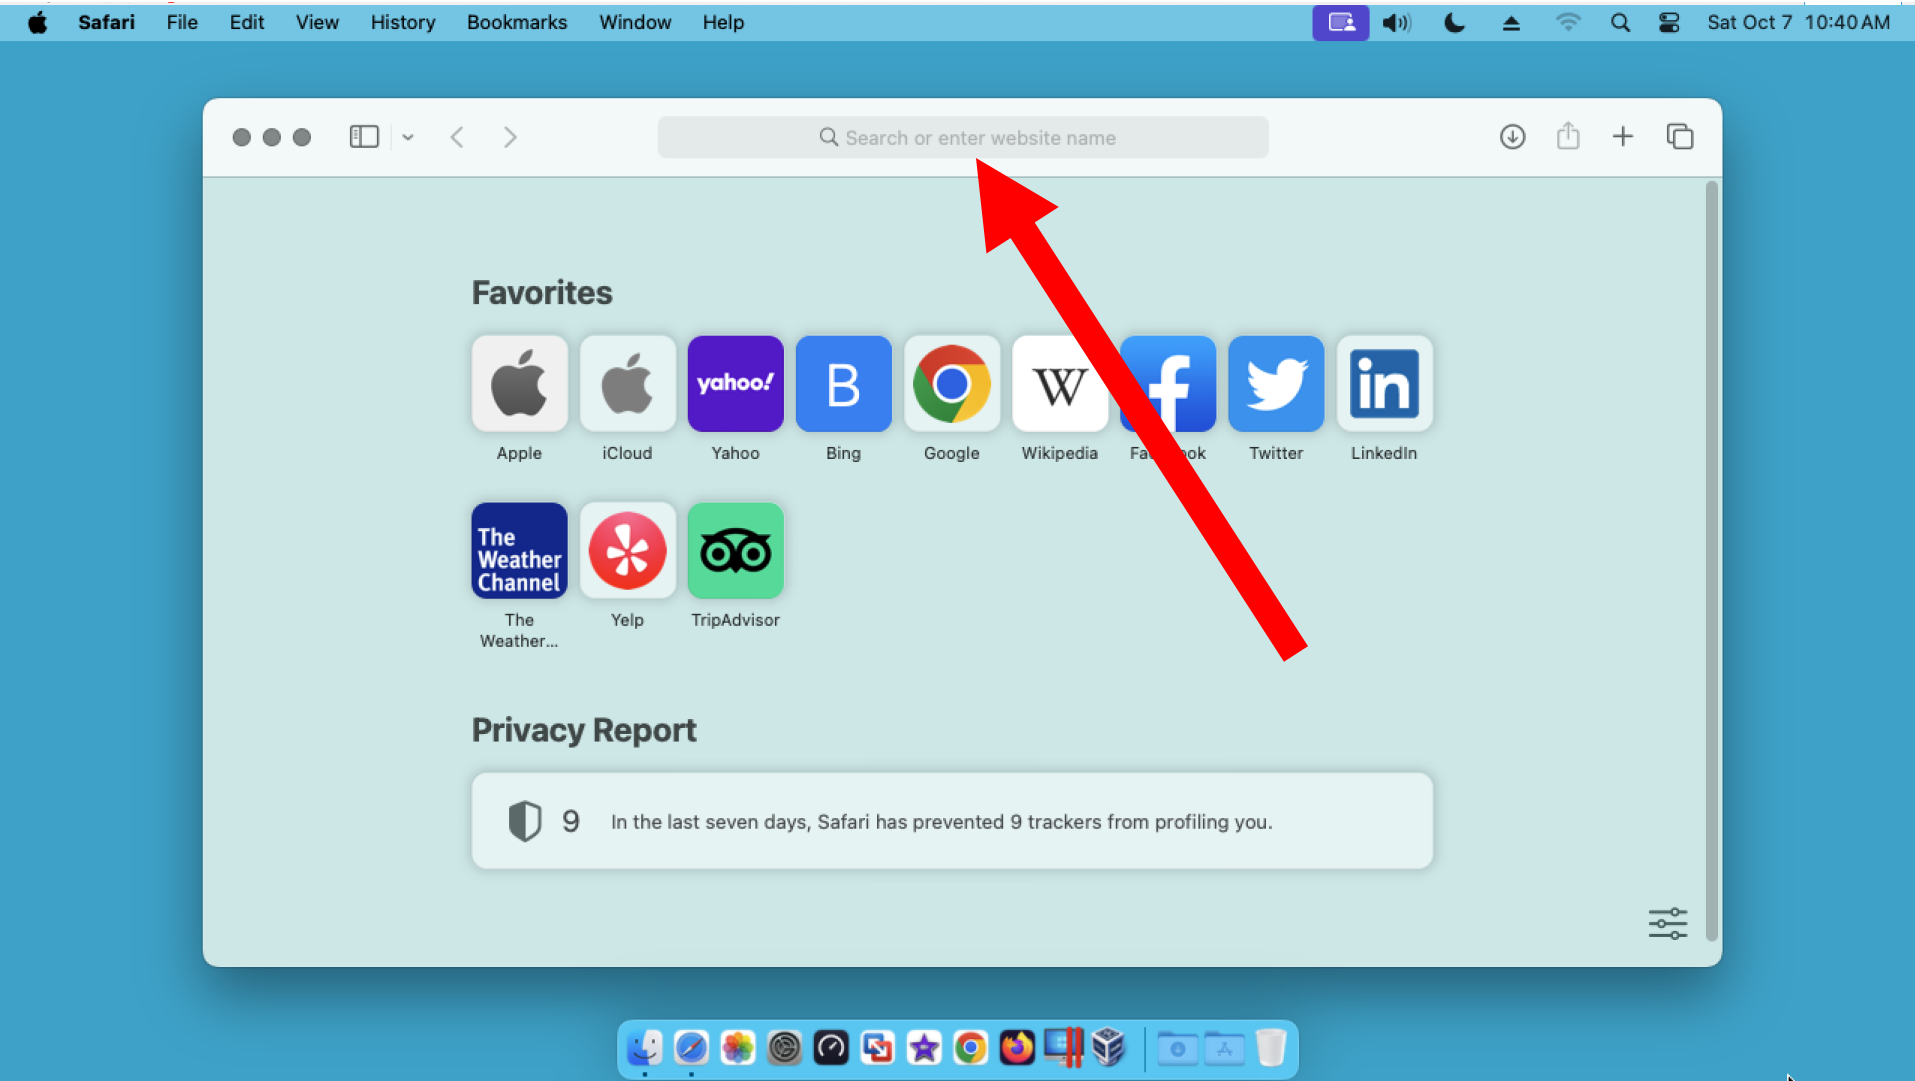 Safari File Edit View History Bookmarks Window Help Sat Oct 7 10:40 AM
Search or enter website name
Favorites
yahoo! B W f in
Apple iCloud Yahoo Bing Google Wikipedia Twitter LinkedIn
The
Weather
Channel
The
Weather...
Yelp TripAdvisor
Privacy Report
9 In the last seven days, Safari has prevented 9 trackers from profiling you.